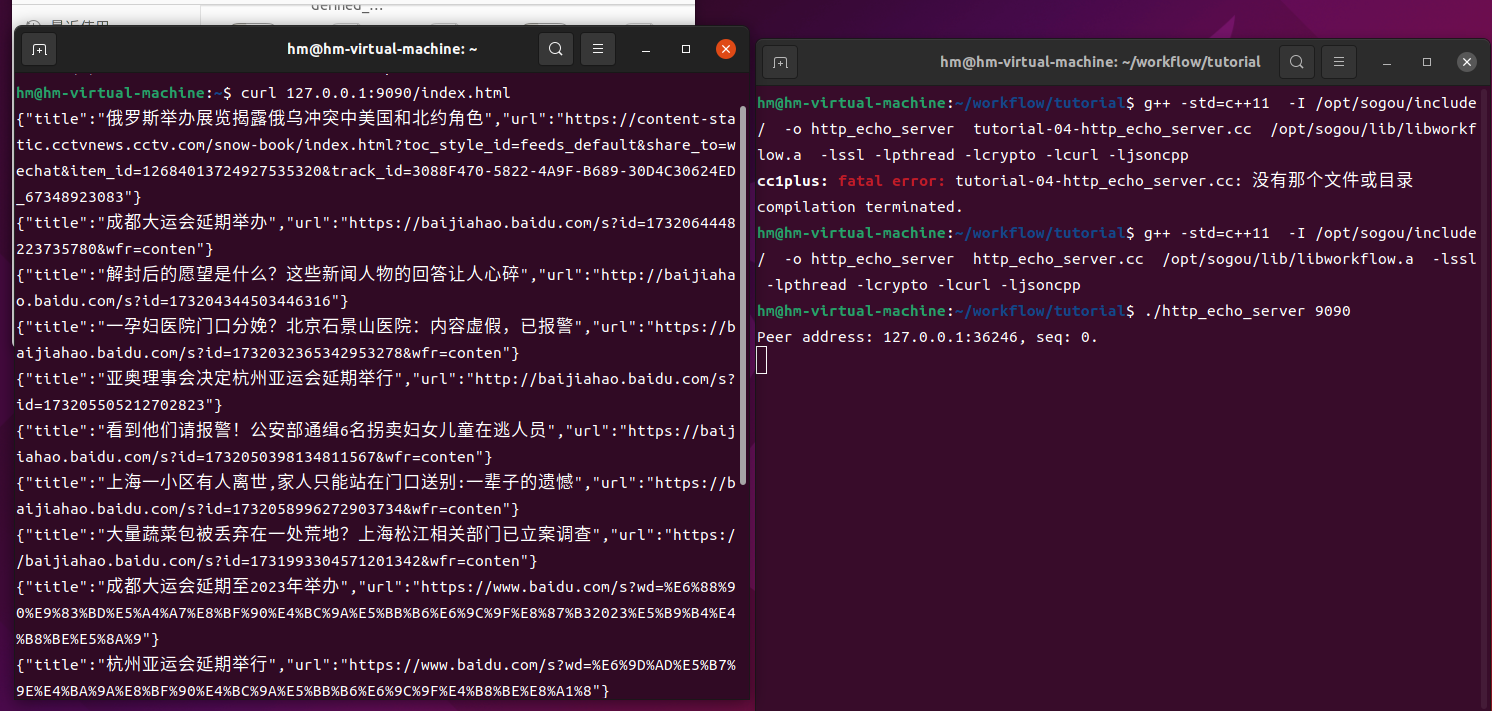 defined_...
最近使用
hm@hm-virtual-machine: ~
hm@hm-virtual-machine:~$ curl 127.0.0.1:9090/index.html
{"title":"俄罗斯举办展览揭露俄乌冲突中美国和北约角色","url":"https://content-sta
tic.cctvnews.cctv.com/snow-book/index.html?toc_style_id=feeds_default&share_to=w
echat&item_id=12684013724927535320&track_id=3088F470-5822-4A9F-B689-30D4C30624ED
_67348923083"}
{"title":"成都大运会延期举办","url":"https://baijiahao.baidu.com/s?id=1732064448
223735780&wfr=conten"}
{"title":"解封后的愿望是什么？这些新闻人物的回答让人心碎","url":"http://baijiaha
o.baidu.com/s?id=173204344503446316"}
{"title":"一孕妇医院门口分娩？北京石景山医院：内容虚假，已报警","url":"https://b
aijiahao.baidu.com/s?id=1732032365342953278&wfr=conten"}
{"title":"亚奥理事会决定杭州亚运会延期举行","url":"http://baijiahao.baidu.com/s?
id=173205505212702823"}
{"title":"看到他们请报警！公安部通缉6名拐卖妇女儿童在逃人员","url":"https://baij
iahao.baidu.com/s?id=1732050398134811567&wfr=conten"}
{"title":"上海一小区有人离世,家人只能站在门口送别:一辈子的遗憾","url":"https://b
aijiahao.baidu.com/s?id=1732058996272903734&wfr=conten"}
{"title":"大量蔬菜包被丢弃在一处荒地？上海松江相关部门已立案调查","url":"https:/
/baijiahao.baidu.com/s?id=1731993304571201342&wfr=conten"}
{"title":"成都大运会延期至2023年举办","url":"https://www.baidu.com/s?wd=%E6%88%9
0%E9%83%BD%E5%A4%A7%E8%BF%90%E4%BC%9A%E5%BB%B6%E6%9C%9F%E8%87%B32023%E5%B9%B4%E4
%B8%BE%E5%8A%9"}
{"title":"杭州亚运会延期举行","url":"https://www.baidu.com/s?wd=%E6%9D%AD%E5%B7%
9E%E4%BA%9A%E8%BF%90%E4%BC%9A%E5%BB%B6%E6%9C%9F%E4%B8%BE%E8%A1%8"}
hm@hm-virtual-machine: ~/workflow/tutorial
hm@hm-virtual-machine:~/workflow/tutorial$ g++ -std=c++11  -I /opt/sogou/include
/  -o http_echo_server  tutorial-04-http_echo_server.cc  /opt/sogou/lib/libworkf
low.a  -lssl -lpthread -lcrypto -lcurl -ljsoncpp
cc1plus: fatal error: tutorial-04-http_echo_server.cc: 没有那个文件或目录
compilation terminated.
hm@hm-virtual-machine:~/workflow/tutorial$ g++ -std=c++11  -I /opt/sogou/include
/  -o http_echo_server  http_echo_server.cc  /opt/sogou/lib/libworkflow.a  -lssl
 -lpthread -lcrypto -lcurl -ljsoncpp
hm@hm-virtual-machine:~/workflow/tutorial$ ./http_echo_server 9090
Peer address: 127.0.0.1:36246, seq: 0.